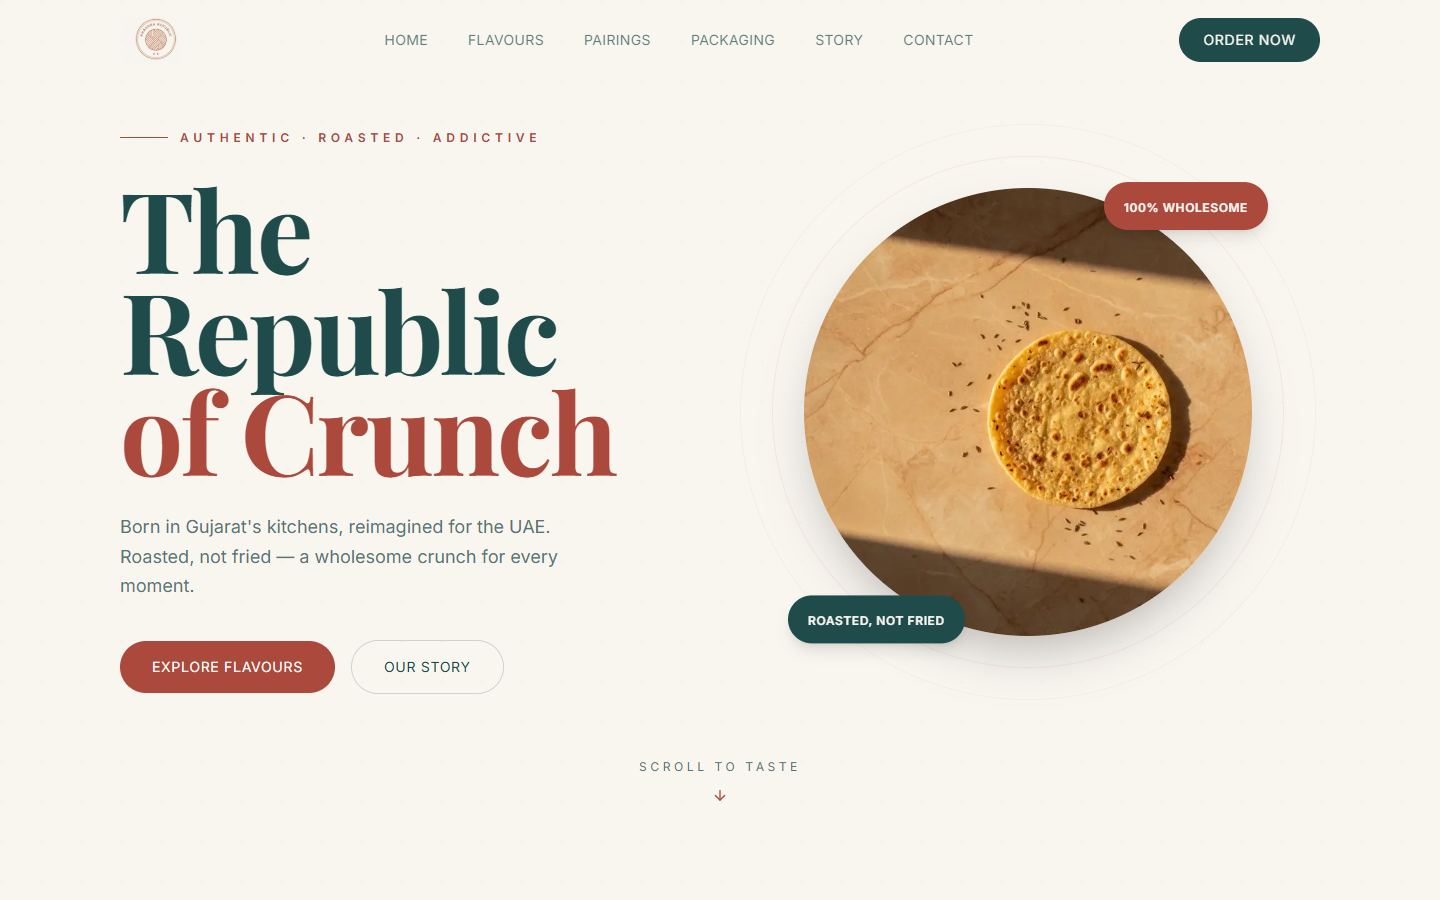 HOME FLAVOURS PAIRINGS PACKAGING STORY CONTACT
ORDER NOW
AUTHENTIC · ROASTED · ADDICTIVE
The
Republic
of Crunch
Born in Gujarat's kitchens, reimagined for the UAE.
Roasted, not fried — a wholesome crunch for every
moment.
EXPLORE FLAVOURS
OUR STORY
100% WHOLESOME
ROASTED, NOT FRIED
SCROLL TO TASTE